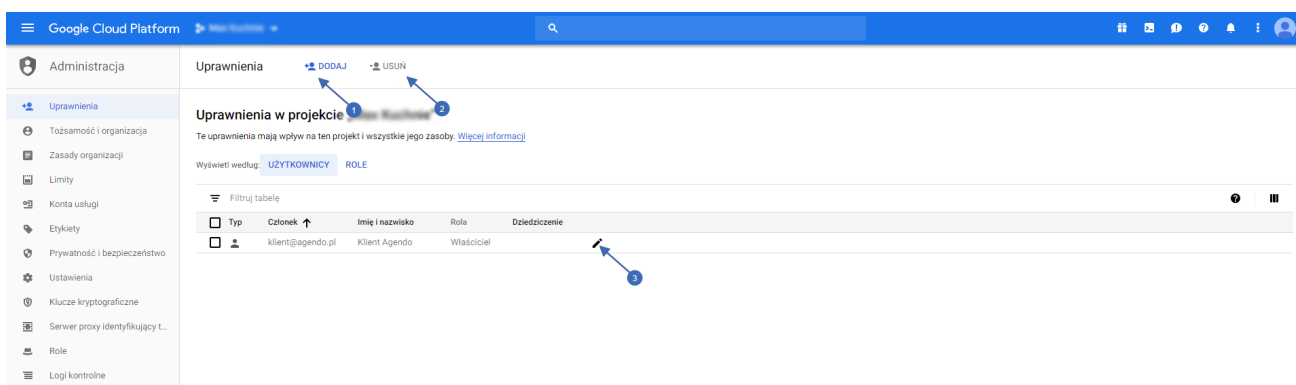 Google Cloud Platform
Administracja
Uprawnienia
DODAJ
USUŃ
1
2
Uprawnienia
Tożsamość i organizacja
Zasady organizacji
Limity
Konta usługi
Etykiety
Prywatność i bezpieczeństwo
Ustawienia
Klucze kryptograficzne
Serwer proxy identyfikujący t...
Role
Logi kontrolne
Uprawnienia w projekcie
Te uprawnienia mają wpływ na ten projekt i wszystkie jego zasoby. Więcej informacji
Wyświetl według: UŻYTKOWNICY ROLE
Filtruj tabelę
Typ Członek Imię i nazwisko Rola Dziedziczenie
klient@agendo.pl Klient Agendo Właściciel
3